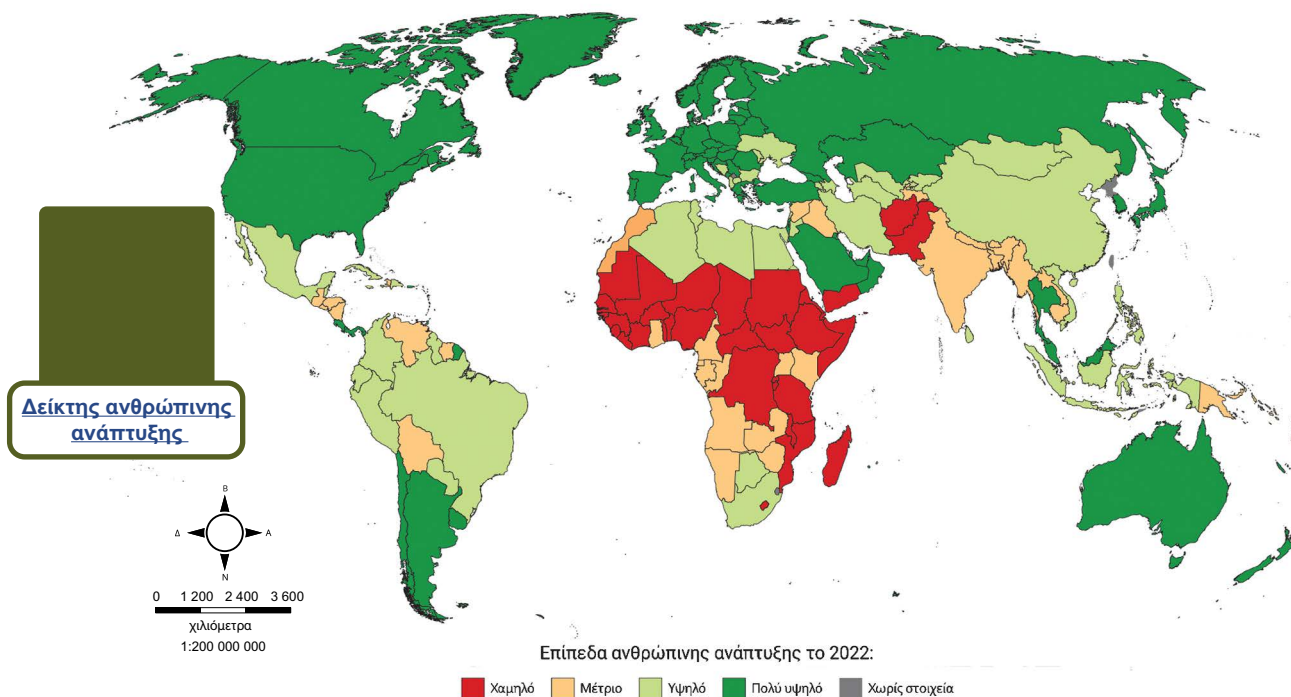 Δείκτης ανθρώπινης
ανάπτυξης
Β
Δ
Α
Ν
0 1 200 2 400 3 600
χιλιόμετρα
1:200 000 000
Επίπεδα ανθρώπινης ανάπτυξης το 2022:
Χαμηλό Μέτριο Υψηλό Πολύ υψηλό Χωρίς στοιχεία